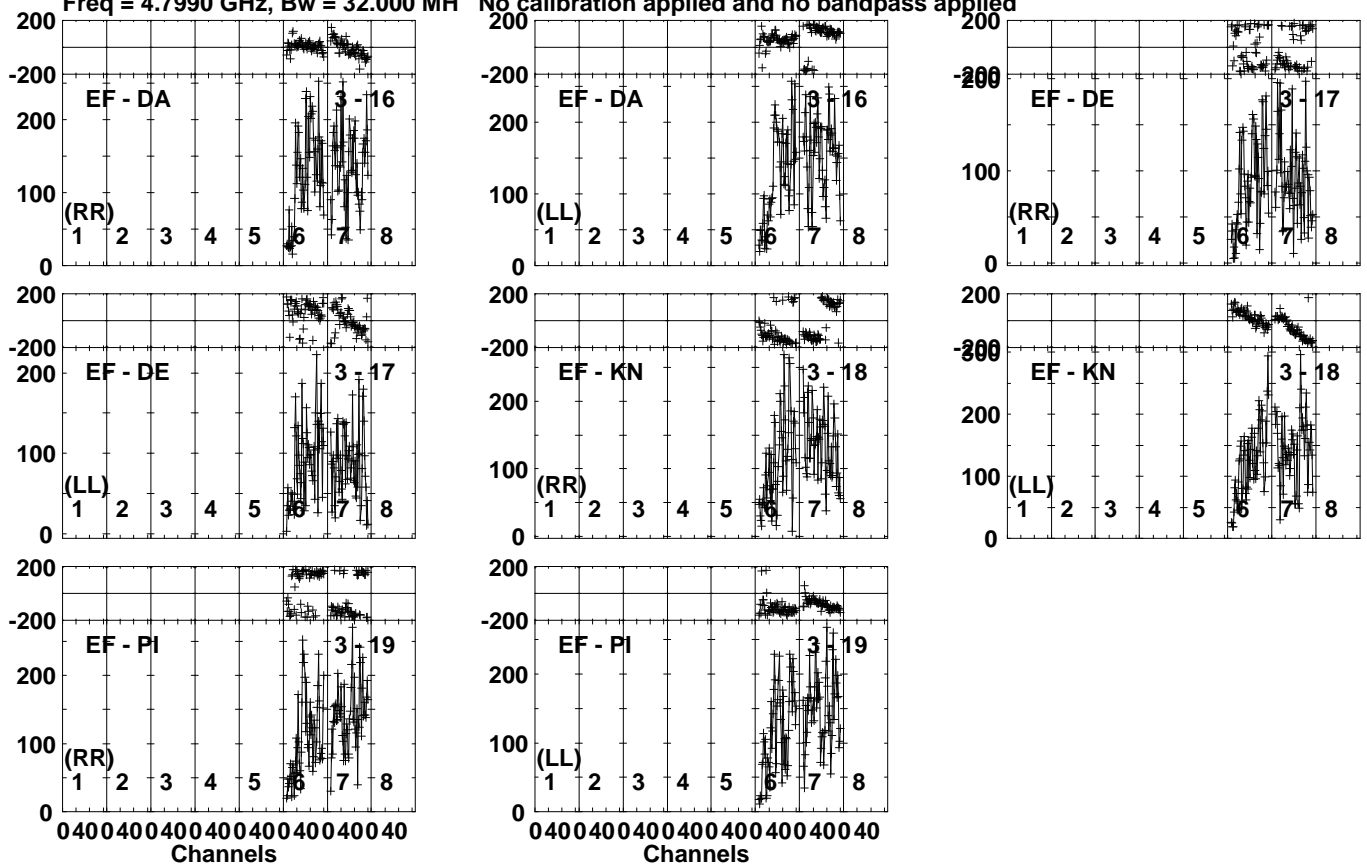 Freq = 4.7990 GHz, Bw = 32.000 MH No calibration applied and no bandpass applied
200
-200
EF - DA 3 - 16
200
100
0
(RR)
1 2 3 4 5 6 7 8
200
-200
EF - DA 3 - 16
200
100
0
(LL)
1 2 3 4 5 6 7 8
200
-200
200
EF - DE 3 - 17
100
0
(RR)
1 2 3 4 5 6 7 8
200
-200
EF - DE 3 - 17
200
100
0
(LL)
1 2 3 4 5 6 7 8
200
-200
EF - KN 3 - 18
200
100
0
(RR)
1 2 3 4 5 6 7 8
200
-200
300
EF - KN 3 - 18
200
100
0
(LL)
1 2 3 4 5 6 7 8
200
-200
EF - PI 3 - 19
200
100
0
(RR)
1 2 3 4 5 6 7 8
0 40 0 40 0 40 0 40 0 40 0 40 0 40 0 40
Channels
200
-200
EF - PI 3 - 19
200
100
0
(LL)
1 2 3 4 5 6 7 8
0 40 0 40 0 40 0 40 0 40 0 40 0 40 0 40
Channels